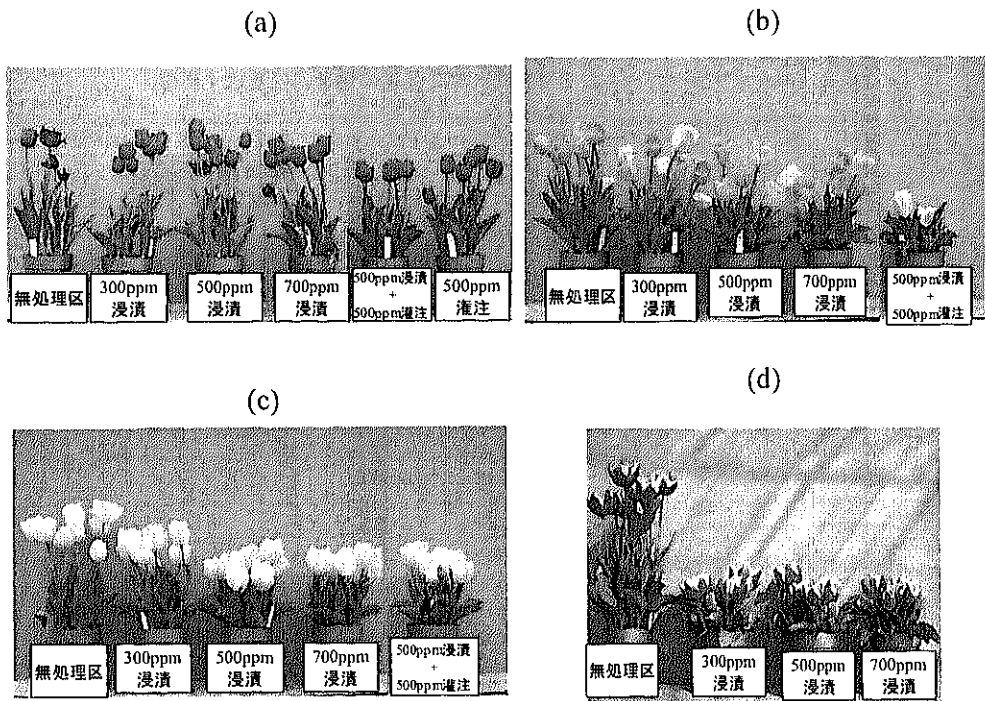 (a)
無処理区
300ppm
浸漬
500ppm
浸漬
700ppm
浸漬
500ppm浸漬
+
500ppm灌注
500ppm
灌注
(b)
無処理区
300ppm
浸漬
500ppm
浸漬
700ppm
浸漬
500ppm浸漬
+
500ppm灌注
(c)
無処理区
300ppm
浸漬
500ppm
浸漬
700ppm
浸漬
500ppm浸漬
+
500ppm灌注
(d)
無処理区
300ppm
浸漬
500ppm
浸漬
700ppm
浸漬